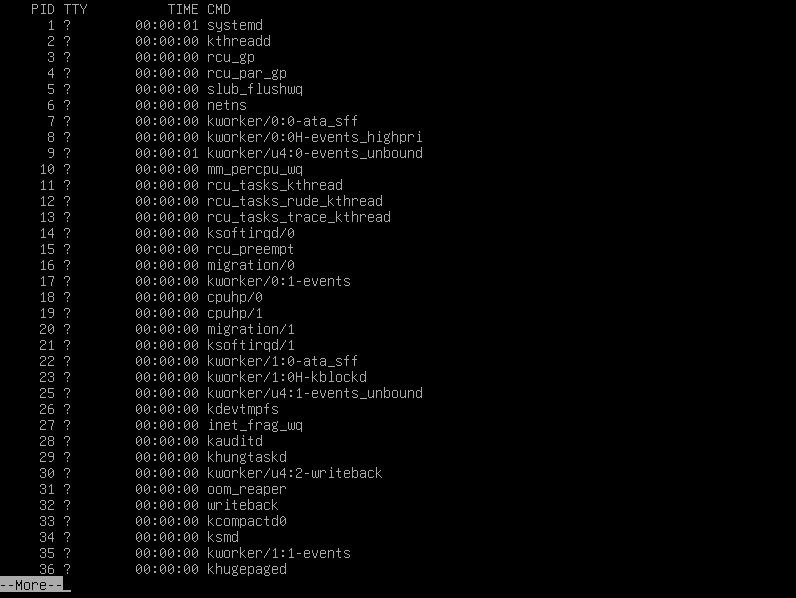 PID TTY TIME CMD
1 ? 00:00:01 systemd
2 ? 00:00:00 kthreadd
3 ? 00:00:00 rcu_gp
4 ? 00:00:00 rcu_par_gp
5 ? 00:00:00 slub_flushwq
6 ? 00:00:00 netns
7 ? 00:00:00 kworker/0:0-ata_sff
8 ? 00:00:00 kworker/0:0H-events_highpri
9 ? 00:00:01 kworker/u4:0-events_unbound
10 ? 00:00:00 mm_percpu_wq
11 ? 00:00:00 rcu_tasks_kthread
12 ? 00:00:00 rcu_tasks_rude_kthread
13 ? 00:00:00 rcu_tasks_trace_kthread
14 ? 00:00:00 ksoftirqd/0
15 ? 00:00:00 rcu_preempt
16 ? 00:00:00 migration/0
17 ? 00:00:00 kworker/0:1-events
18 ? 00:00:00 cpuhp/0
19 ? 00:00:00 cpuhp/1
20 ? 00:00:00 migration/1
21 ? 00:00:00 ksoftirqd/1
22 ? 00:00:00 kworker/1:0-ata_sff
23 ? 00:00:00 kworker/1:0H-kblockd
25 ? 00:00:00 kworker/u4:1-events_unbound
26 ? 00:00:00 kdevtmpfs
27 ? 00:00:00 inet_frag_wq
28 ? 00:00:00 kauditd
29 ? 00:00:00 khungtaskd
30 ? 00:00:00 kworker/u4:2-writeback
31 ? 00:00:00 oom_reaper
32 ? 00:00:00 writeback
33 ? 00:00:00 kcompactd0
34 ? 00:00:00 ksmd
35 ? 00:00:00 kworker/1:1-events
36 ? 00:00:00 khugepaged
--More--_